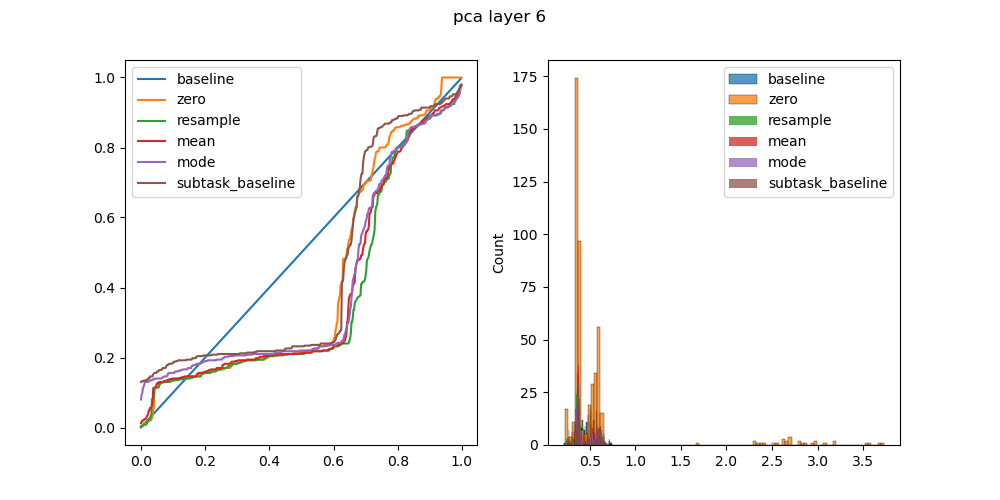 pca layer 6
baseline
zero
resample
mean
mode
subtask_baseline
1.0
0.8
0.6
0.4
0.2
0.0
0.0 0.2 0.4 0.6 0.8 1.0
baseline
zero
resample
mean
mode
subtask_baseline
Count
175
150
125
100
75
50
25
0
0.5 1.0 1.5 2.0 2.5 3.0 3.5